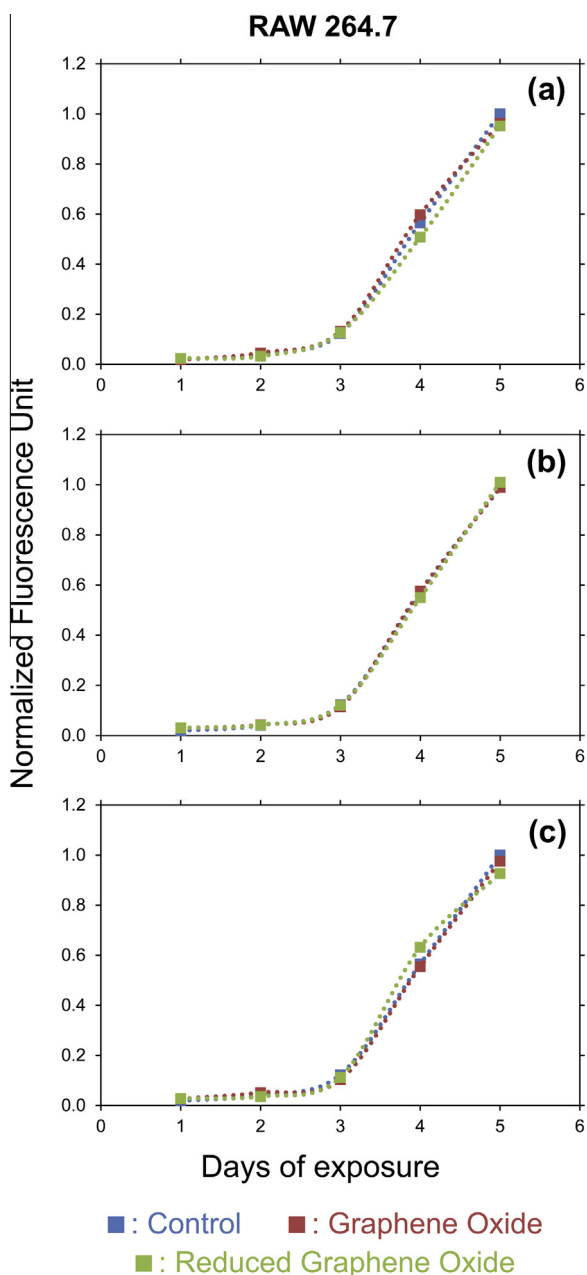 RAW 264.7
(a)
1.2
1.0
0.8
0.6
0.4
0.2
0.0
0 1 2 3 4 5 6
(b)
1.2
1.0
0.8
0.6
0.4
0.2
0.0
0 1 2 3 4 5 6
(c)
1.2
1.0
0.8
0.6
0.4
0.2
0.0
0 1 2 3 4 5 6
Normalized Fluorescence Unit
Days of exposure
: Control : Graphene Oxide
: Reduced Graphene Oxide